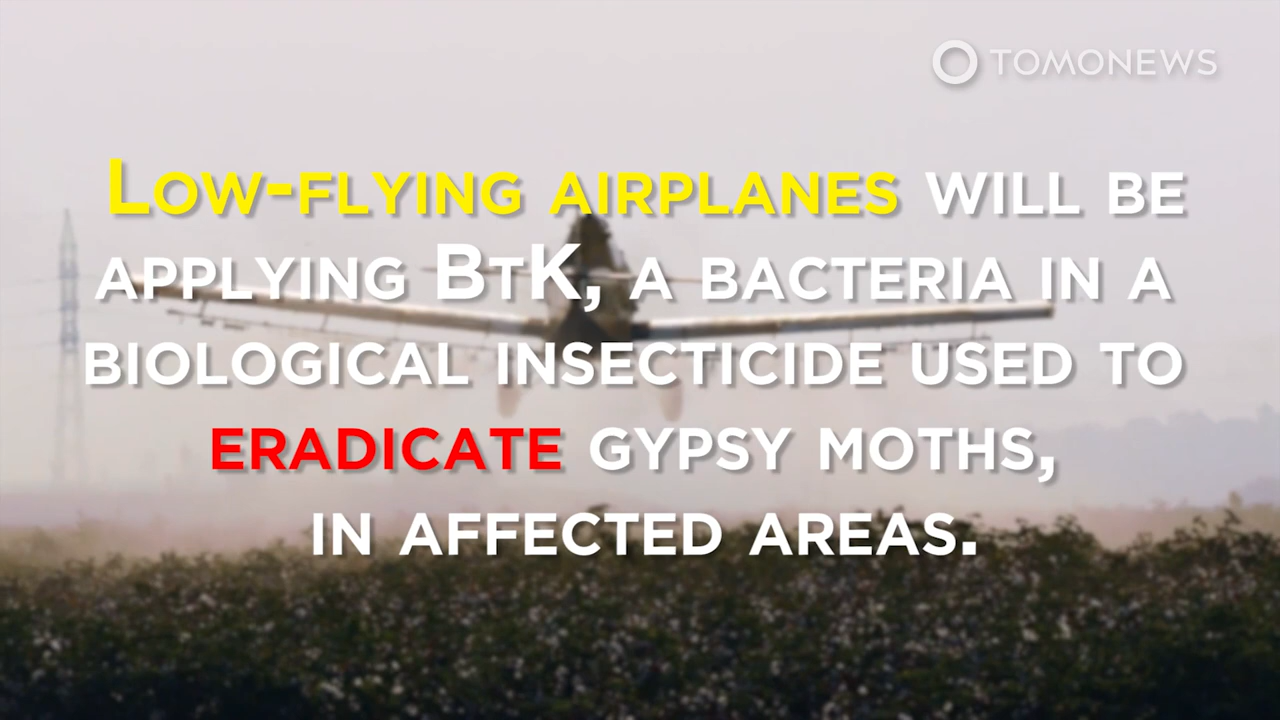 TOMONEWS
Low-flying airplanes will be
applying BtK, a bacteria in a
biological insecticide used to
eradicate gypsy moths,
in affected areas.